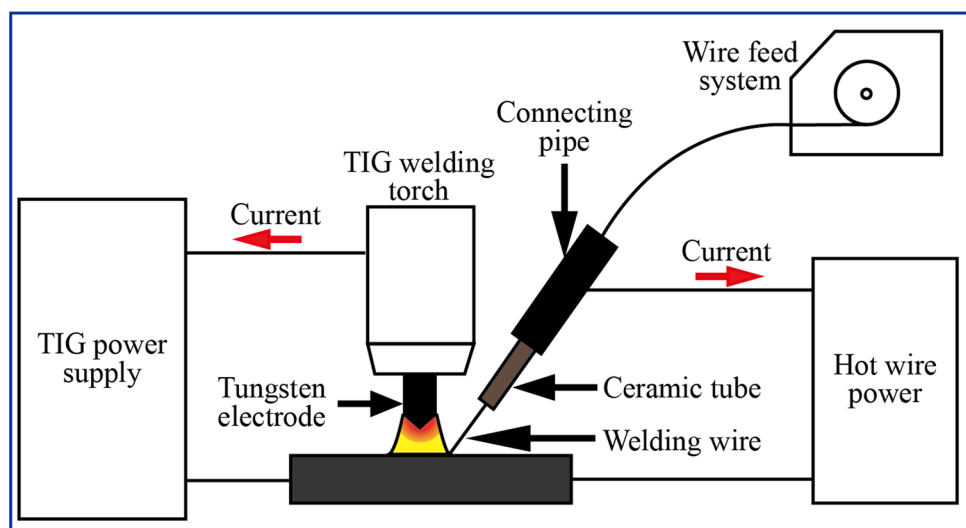 Wire feed
system
Connecting
pipe
TIG welding
torch
Current
Current
TIG power
supply
Hot wire
power
Tungsten
electrode
Ceramic tube
Welding wire